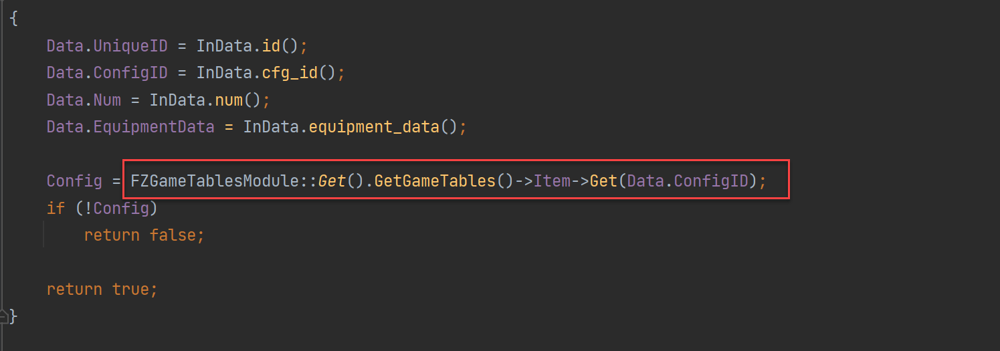 {
Data.UniqueID = InData.id();
Data.ConfigID = InData.cfg_id();
Data.Num = InData.num();
Data.EquipmentData = InData.equipment_data();
Config = FZGameTablesModule::Get().GetGameTables()->Item->Get(Data.ConfigID);
if (!Config)
return false;
return true;
}